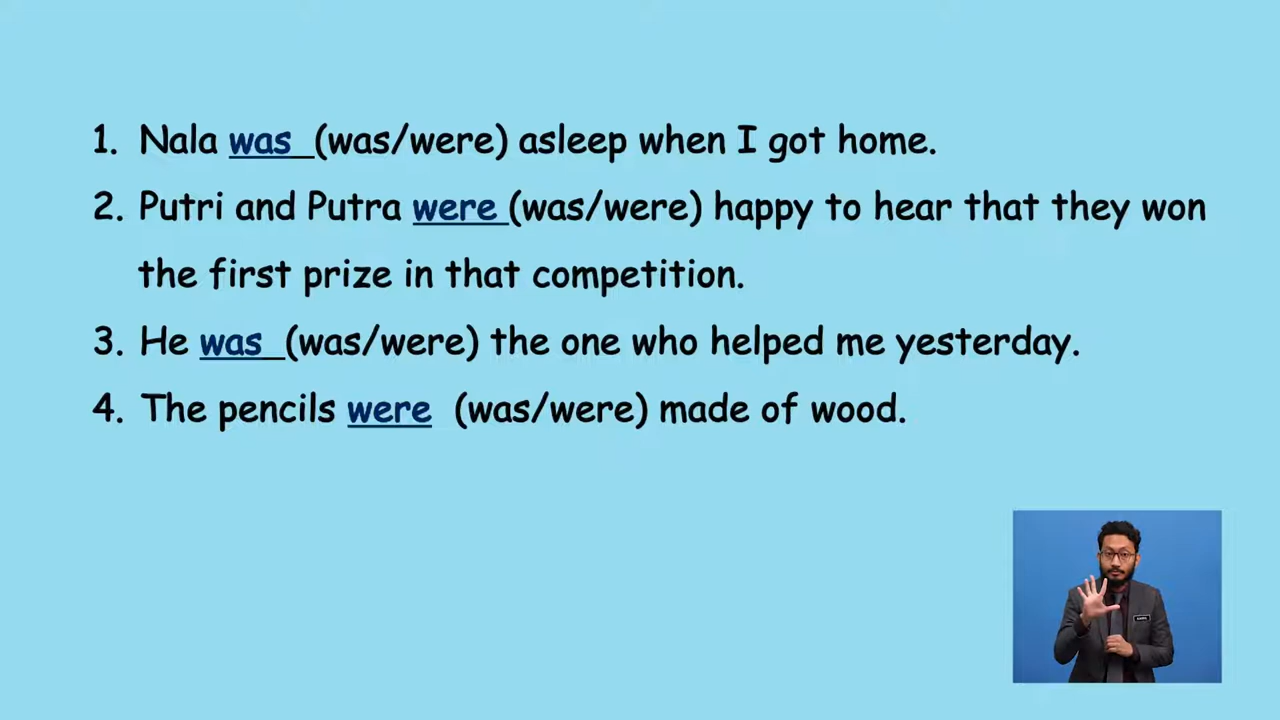 1. Nala was (was/were) asleep when I got home.
2. Putri and Putra were (was/were) happy to hear that they won
the first prize in that competition.
3. He was (was/were) the one who helped me yesterday.
4. The pencils were (was/were) made of wood.